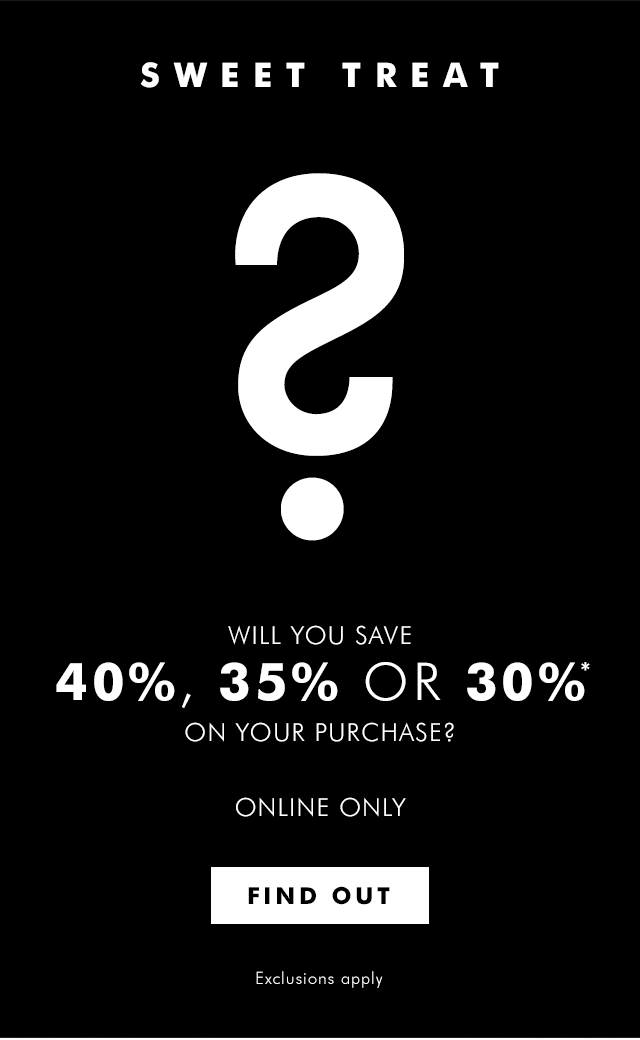 SWEET TREAT
?
WILL YOU SAVE
40%, 35% OR 30%*
ON YOUR PURCHASE?
ONLINE ONLY
FIND OUT
Exclusions apply